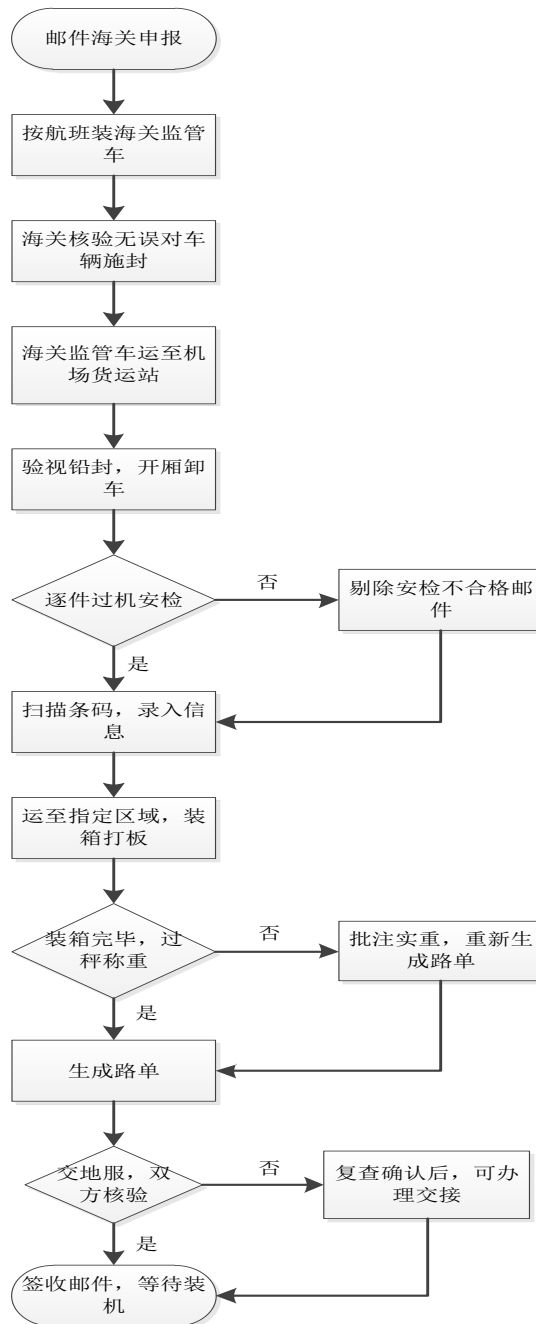 邮件海关申报
按航班装海关监管
车
海关核验无误对车
辆施封
海关监管车运至机
场货运站
验视铅封，开厢卸
车
逐件过机安检
否
剔除安检不合格邮
件
是
扫描条码，录入信
息
运至指定区域，装
箱打板
装箱完毕，过
秤称重
否
批注实重，重新生
成路单
是
生成路单
交地服，双
方核验
否
复查确认后，可办
理交接
是
签收邮件，等待装
机